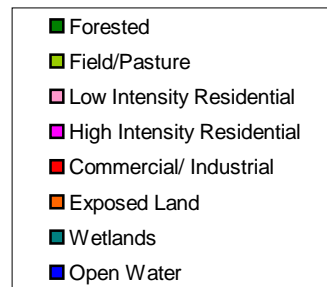 Forested
Field/Pasture
Low Intensity Residential
High Intensity Residential
Commercial/ Industrial
Exposed Land
Wetlands
Open Water